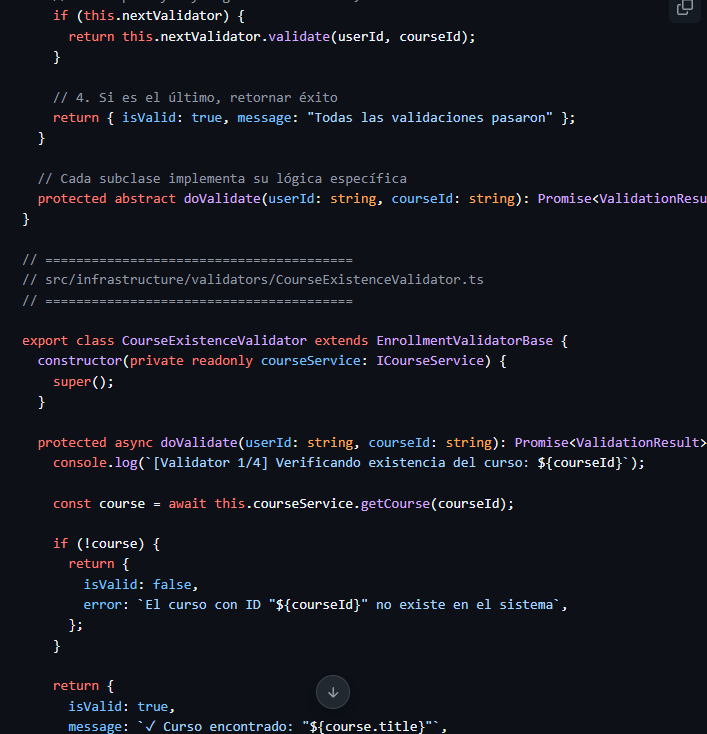 if (this.nextValidator) {
      return this.nextValidator.validate(userId, courseId);
    }

    // 4. Si es el último, retornar éxito
    return { isValid: true, message: "Todas las validaciones pasaron" };
  }

  // Cada subclase implementa su lógica específica
  protected abstract doValidate(userId: string, courseId: string): Promise<ValidationResu
}

// ========================================
// src/infrastructure/validators/CourseExistenceValidator.ts
// ========================================

export class CourseExistenceValidator extends EnrollmentValidatorBase {
  constructor(private readonly courseService: ICourseService) {
    super();
  }

  protected async doValidate(userId: string, courseId: string): Promise<ValidationResult>
    console.log(`[Validator 1/4] Verificando existencia del curso: ${courseId}`);

    const course = await this.courseService.getCourse(courseId);

    if (!course) {
      return {
        isValid: false,
        error: `El curso con ID "${courseId}" no existe en el sistema`,
      };
    }

    return {
      isValid: true,
      message: `✓ Curso encontrado: "${course.title}"`,